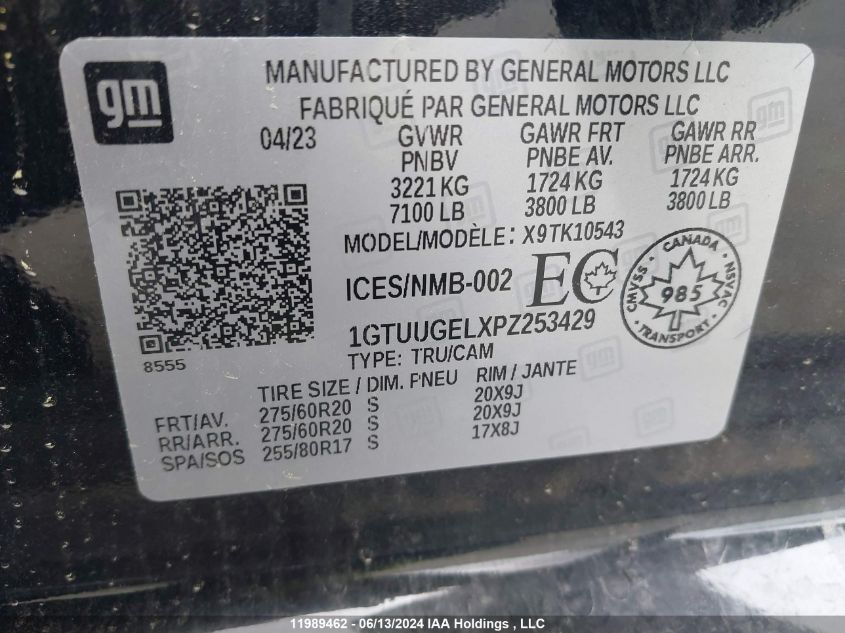 gm
MANUFACTURED BY GENERAL MOTORS LLC
FABRIQUÉ PAR GENERAL MOTORS LLC
04/23 GVWR GAWR FRT GAWR RR
PNBV PNBE AV. PNBE ARR.
3221 KG 1724 KG 1724 KG
7100 LB 3800 LB 3800 LB
MODEL/MODÈLE: X9TK10543
ICES/NMB-002 EC
CANADA
CMVSS 985 NSVAC
TRANSPORT
1GTUUGELXPZ253429
8555 TYPE: TRU/CAM
TIRE SIZE / DIM. PNEU RIM / JANTE
FRT/AV. 275/60R20 S 20X9J
RR/ARR. 275/60R20 S 20X9J
SPA/SOS 255/80R17 S 17X8J
11989462 - 06/13/2024 IAA Holdings , LLC